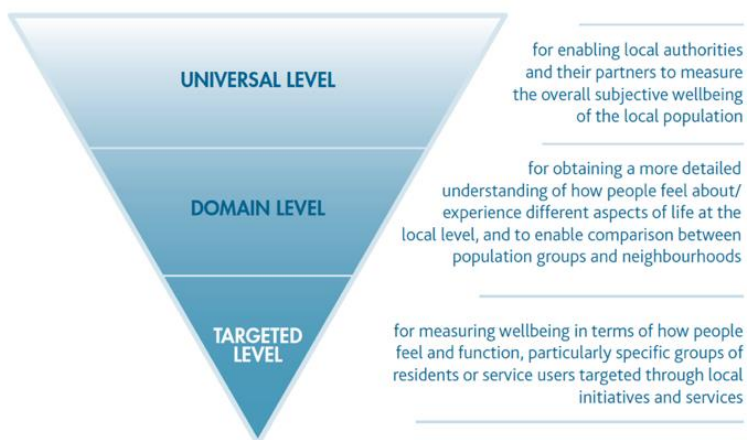 UNIVERSAL LEVEL
for enabling local authorities
and their partners to measure
the overall subjective wellbeing
of the local population
DOMAIN LEVEL
for obtaining a more detailed
understanding of how people feel about/
experience different aspects of life at the
local level, and to enable comparison between
population groups and neighbourhoods
TARGETED
LEVEL
for measuring wellbeing in terms of how people
feel and function, particularly specific groups of
residents or service users targeted through local
initiatives and services